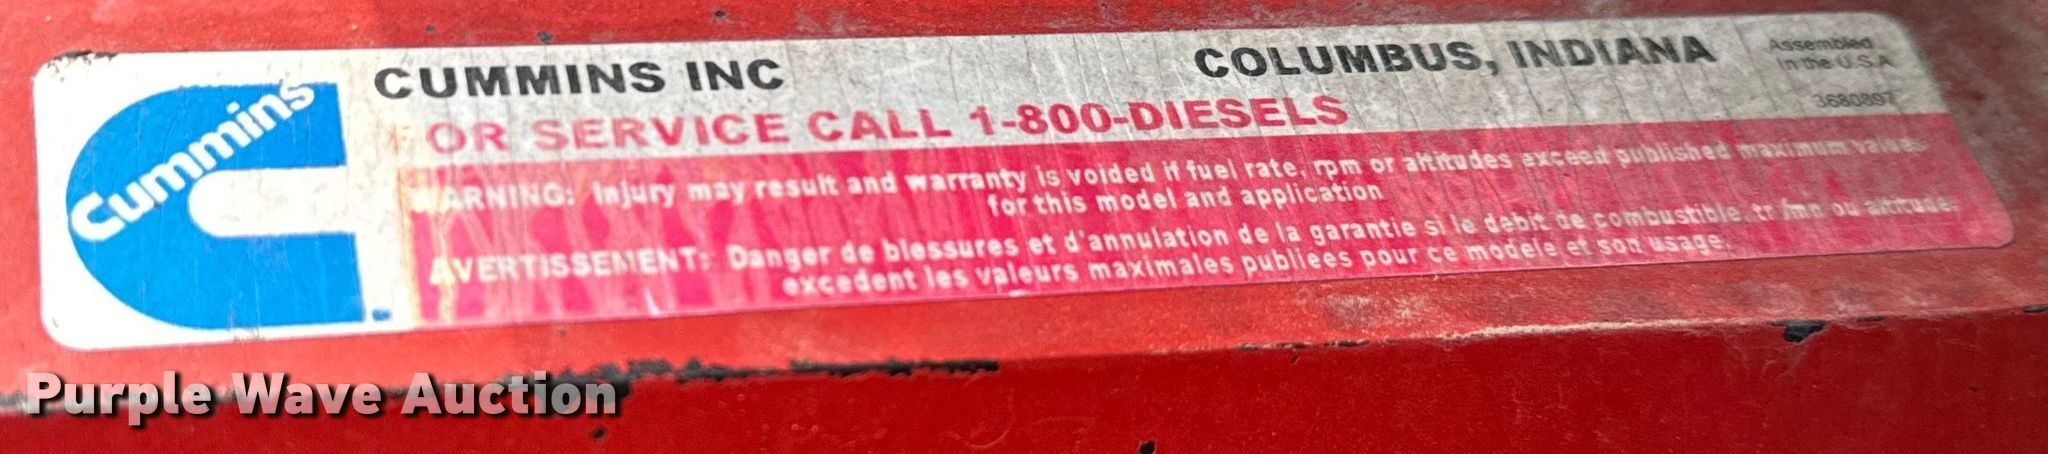 Cummins
CUMMINS INC
COLUMBUS, INDIANA
Assembled
in the U.S.A
3680897
OR SERVICE CALL 1-800-DIESELS
WARNING: Injury may result and warranty is voided if fuel rate, rpm or altitudes exceed published maximum values
for this model and application
AVERTISSEMENT: Danger de blessures et d'annulation de la garantie si le debit de combustible, tr/mn ou altitude
excedent les valeurs maximales publiees pour ce modele et son usage.
Purple Wave Auction